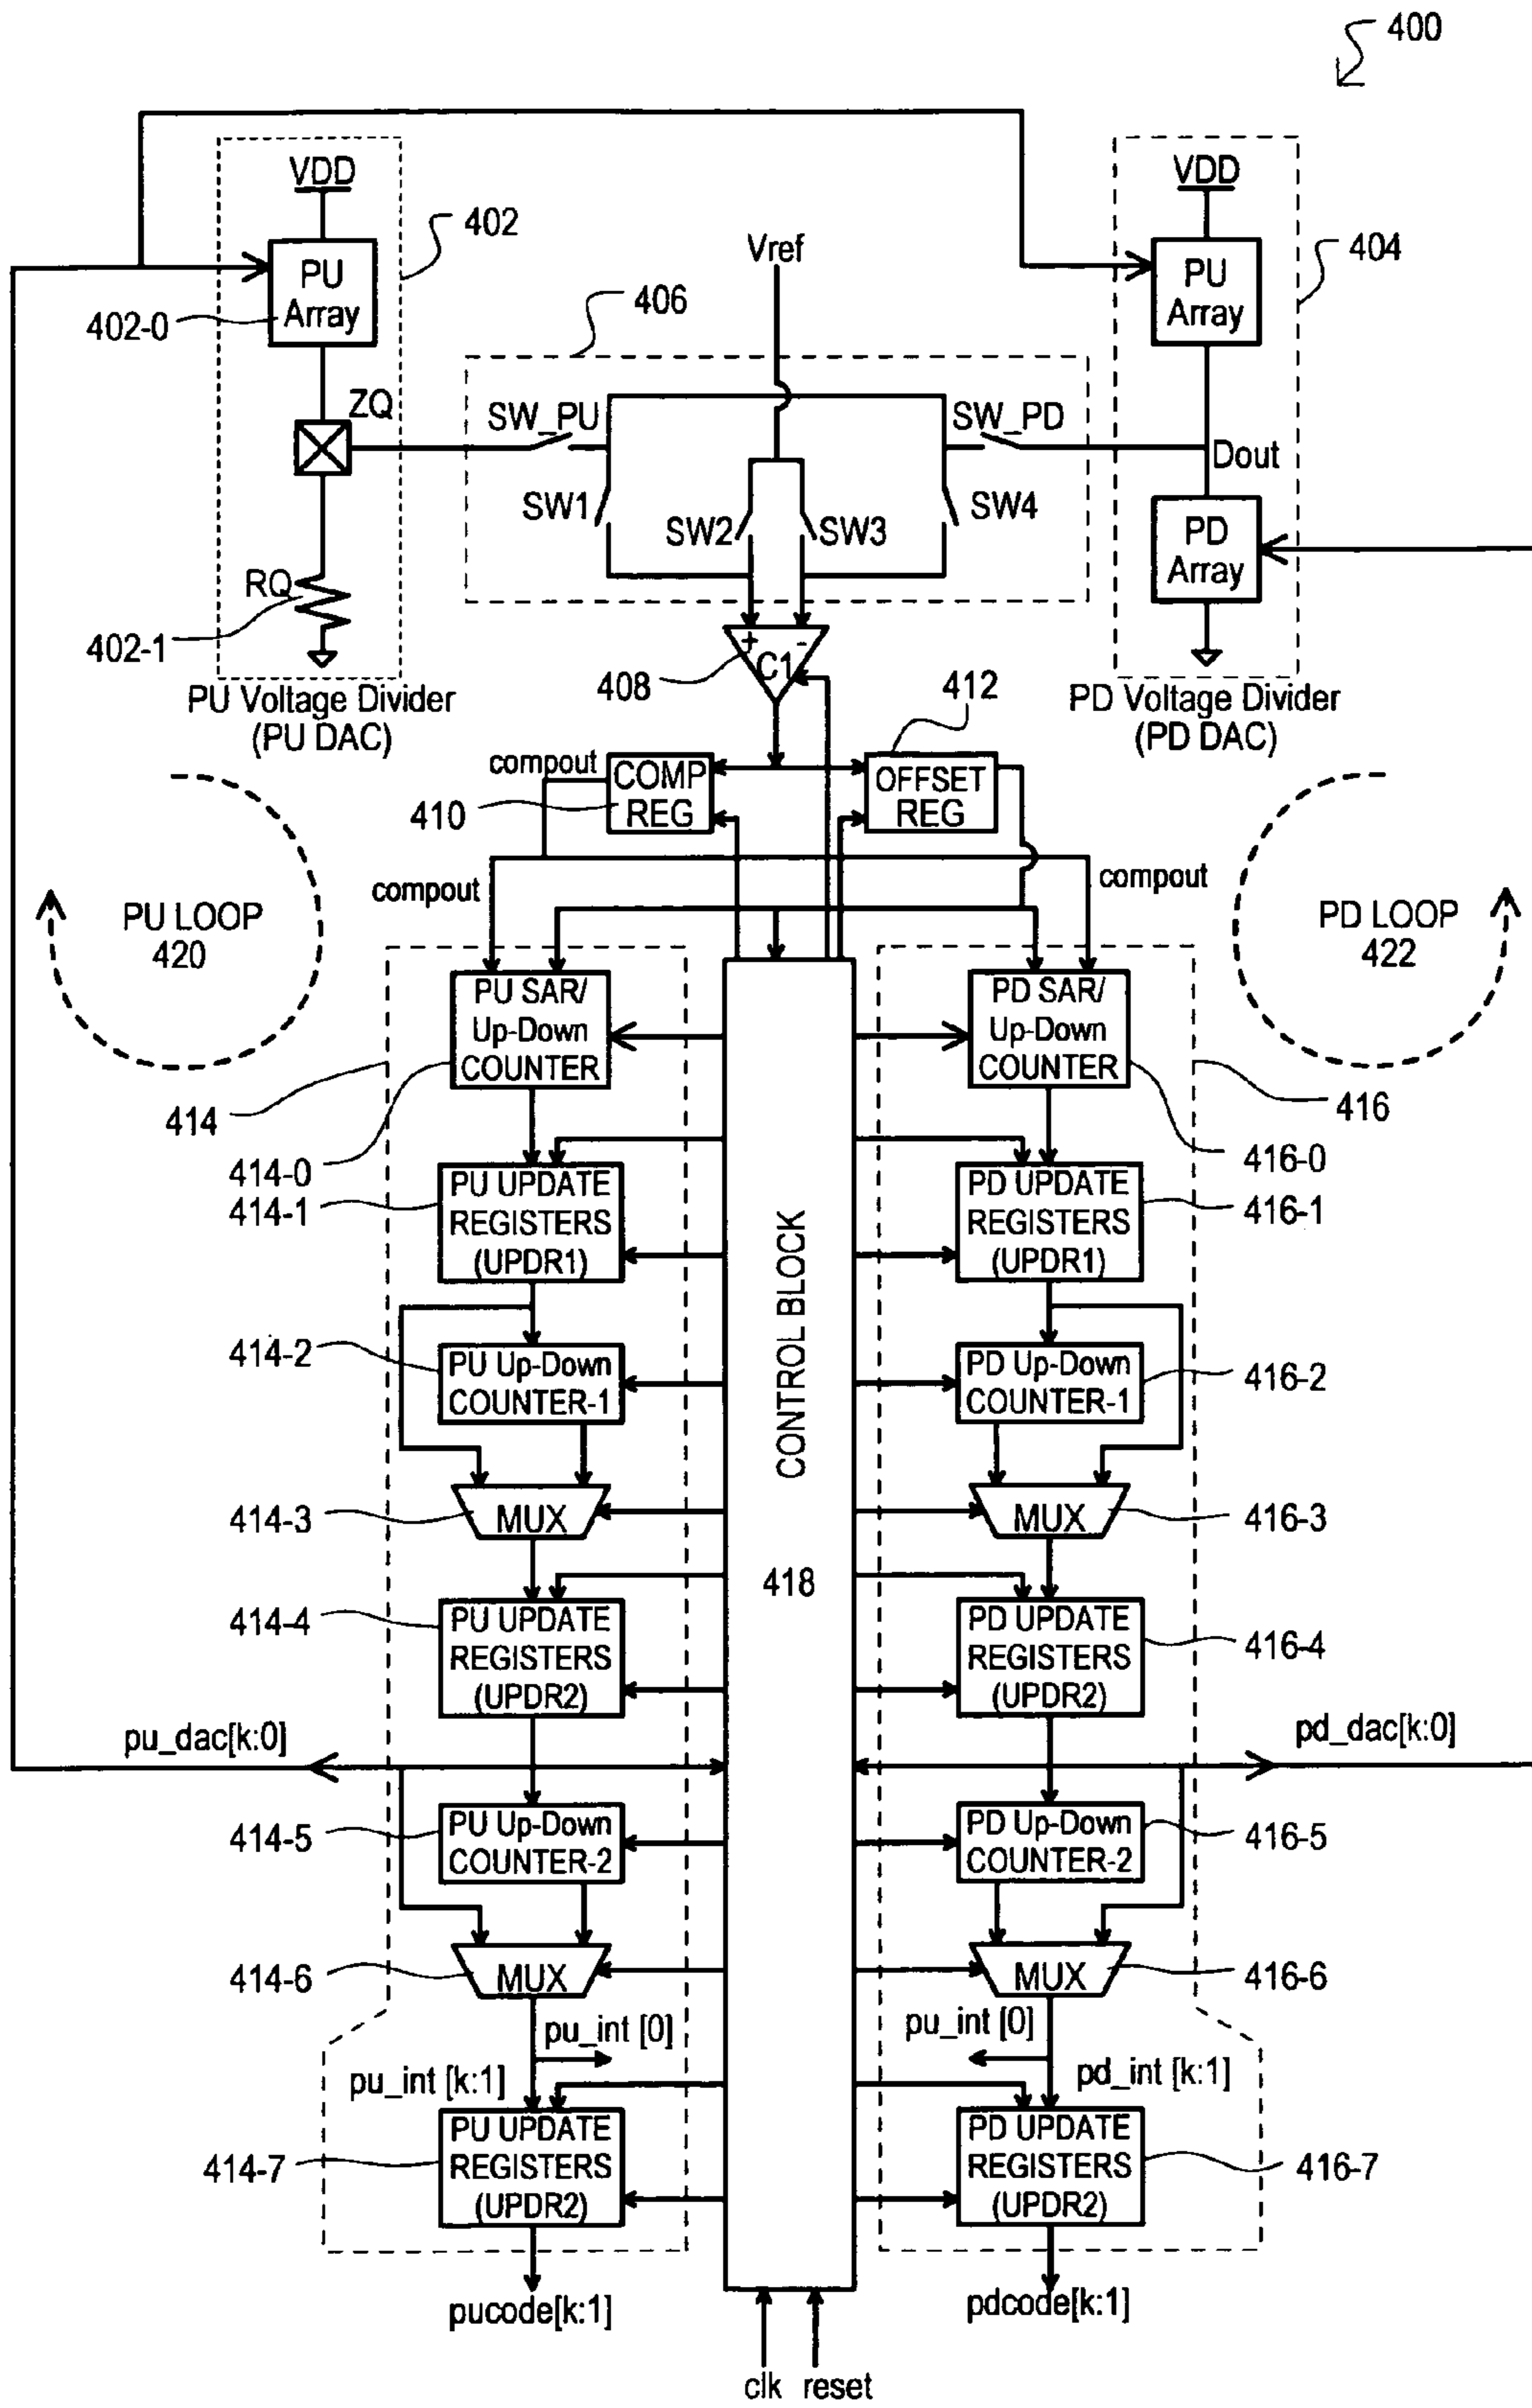 400
VDD
402
PU
Array
402-0
ZQ
RQ
402-1
PU Voltage Divider
(PU DAC)
Vref
406
SW_PU
SW_PD
SW1
SW2
SW3
SW4
VDD
404
PU
Array
Dout
PD
Array
PD Voltage Divider
(PD DAC)
+
-
C1
408
412
compout
COMP
REG
410
OFFSET
REG
compout
compout
PU LOOP
420
PD LOOP
422
PU SAR/
Up-Down
COUNTER
PD SAR/
Up-Down
COUNTER
414
416
414-0
416-0
414-1
PU UPDATE
REGISTERS
(UPDR1)
PD UPDATE
REGISTERS
(UPDR1)
416-1
CONTROL BLOCK
418
414-2
PU Up-Down
COUNTER-1
PD Up-Down
COUNTER-1
416-2
414-3
MUX
MUX
416-3
414-4
PU UPDATE
REGISTERS
(UPDR2)
PD UPDATE
REGISTERS
(UPDR2)
416-4
pu_dac[k:0]
pd_dac[k:0]
414-5
PU Up-Down
COUNTER-2
PD Up-Down
COUNTER-2
416-5
414-6
MUX
MUX
416-6
pu_int [0]
pu_int [0]
pu_int [k:1]
pd_int [k:1]
414-7
PU UPDATE
REGISTERS
(UPDR2)
PD UPDATE
REGISTERS
(UPDR2)
416-7
pucode[k:1]
pdcode[k:1]
clk
reset